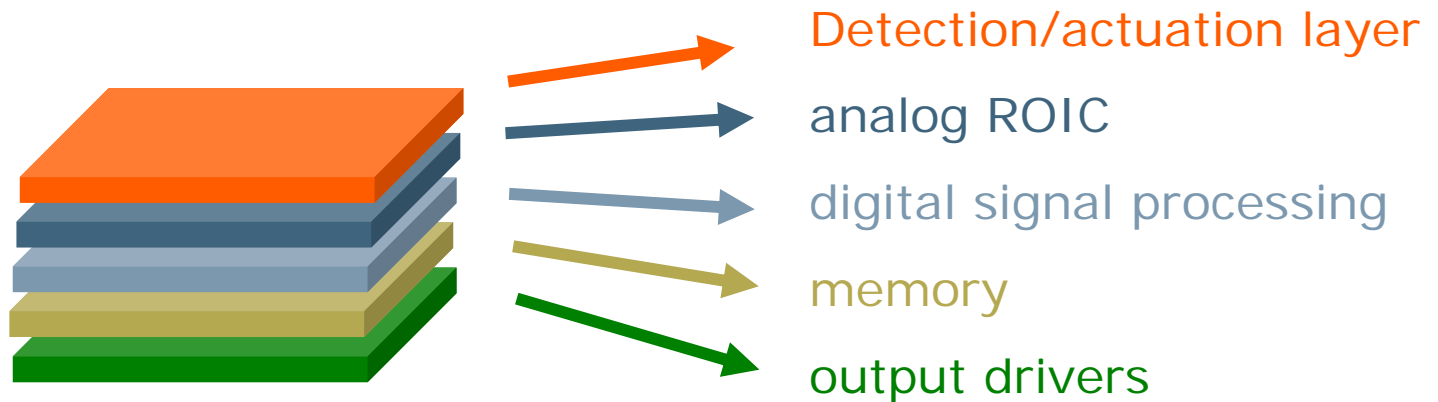 Detection/actuation layer
analog ROIC
digital signal processing
memory
output drivers